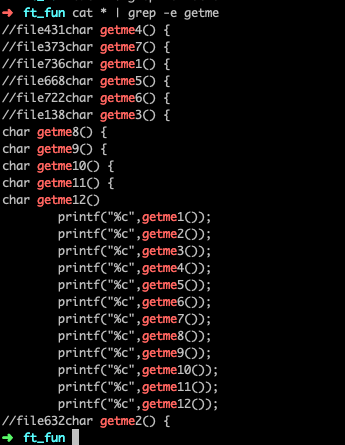 ➜ ft_fun cat * | grep -e getme
//file431char getme4() {
//file373char getme7() {
//file736char getme1() {
//file668char getme5() {
//file722char getme6() {
//file138char getme3() {
char getme8() {
char getme9() {
char getme10() {
char getme11() {
char getme12()
        printf("%c",getme1());
        printf("%c",getme2());
        printf("%c",getme3());
        printf("%c",getme4());
        printf("%c",getme5());
        printf("%c",getme6());
        printf("%c",getme7());
        printf("%c",getme8());
        printf("%c",getme9());
        printf("%c",getme10());
        printf("%c",getme11());
        printf("%c",getme12());
//file632char getme2() {
➜ ft_fun